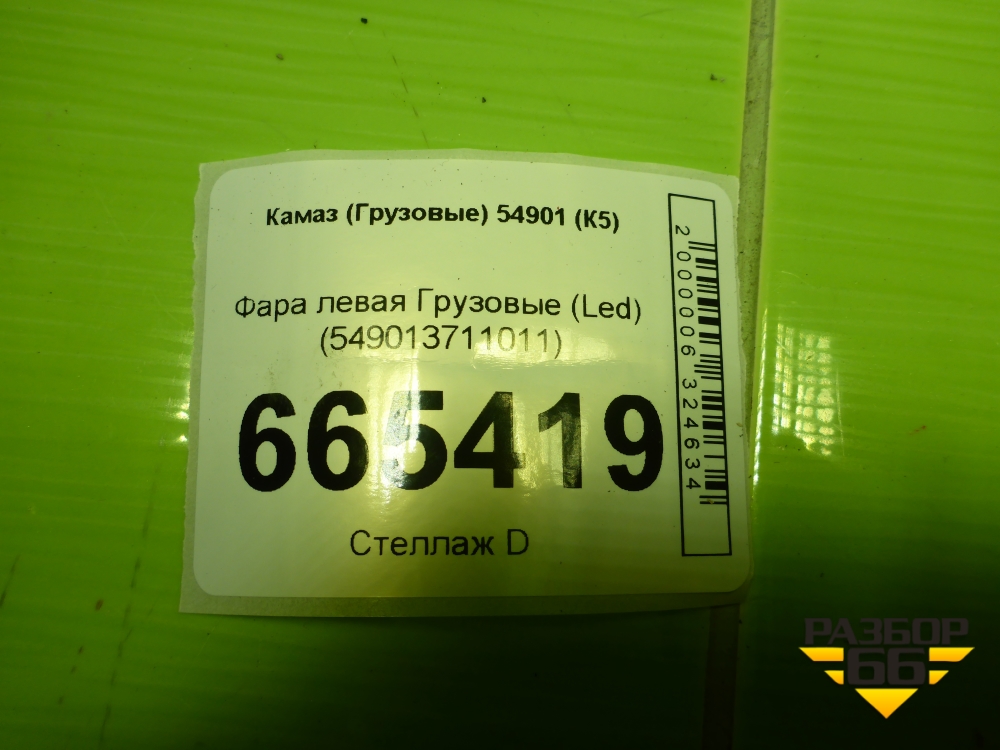 Камаз (Грузовые) 54901 (К5)
Фара левая Грузовые (Led)
(549013711011)
665419
Стеллаж D
2000006324634
РАЗБОР
66